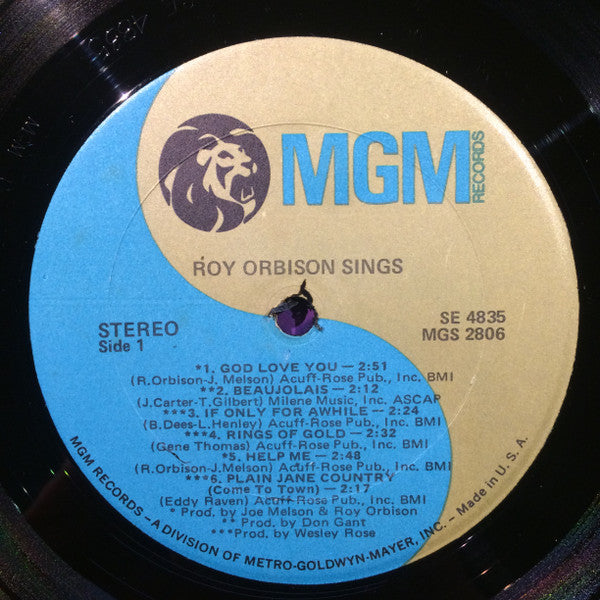 MGM
RECORDS
ROY ORBISON SINGS
STEREO
Side 1
SE 4835
MGS 2806
*1. GOD LOVE YOU — 2:51
(R.Orbison-J. Melson) Acuff-Rose Pub., Inc. BMI
**2. BEAUJOLAIS — 2:12
(J.Carter-T.Gilbert) Milene Music, Inc. ASCAP
***3. IF ONLY FOR AWHILE — 2:24
(B.Dees-L.Henley) Acuff-Rose Pub., Inc. BMI
***4. RINGS OF GOLD — 2:32
(Gene Thomas) Acuff-Rose Pub., Inc. BMI
*5. HELP ME — 2:48
(R.Orbison-J.Melson) Acuff-Rose Pub., Inc. BMI
***6. PLAIN JANE COUNTRY
(Come To Town) — 2:17
(Eddy Raven) Acuff-Rose Pub., Inc. BMI
* Prod. by Joe Melson & Roy Orbison
** Prod. by Don Gant
***Prod. by Wesley Rose
MGM RECORDS – A DIVISION OF METRO-GOLDWYN-MAYER, INC. – Made in U. S. A.